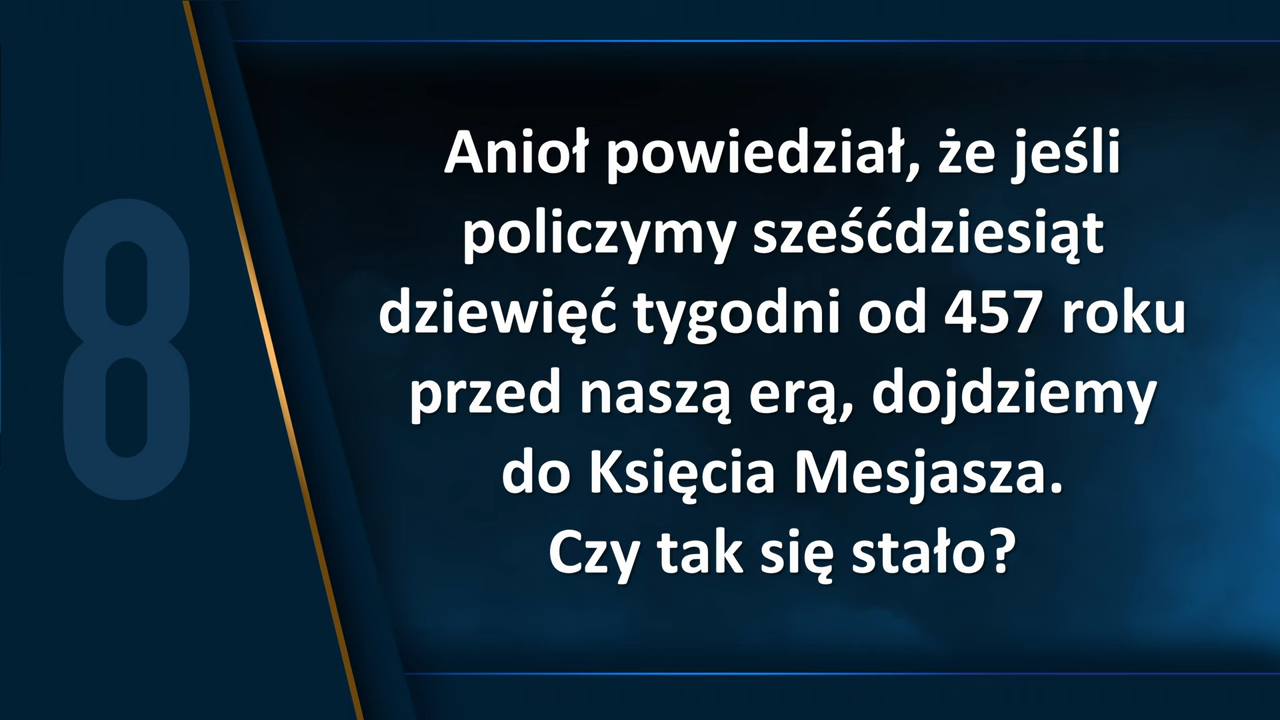 8
Anioł powiedział, że jeśli
policzymy sześćdziesiąt
dziewięć tygodni od 457 roku
przed naszą erą, dojdziemy
do Księcia Mesjasza.
Czy tak się stało?